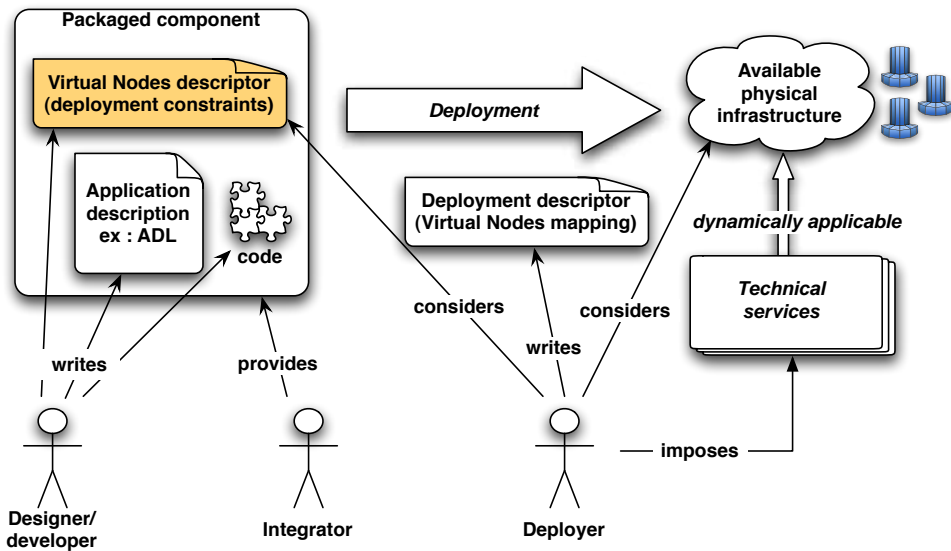 Packaged component
Virtual Nodes descriptor
(deployment constraints)
Application
description
ex : ADL
code
Deployment
Available
physical
infrastructure
Deployment descriptor
(Virtual Nodes mapping)
dynamically applicable
Technical
services
considers
considers
writes
provides
writes
imposes
Designer/
developer
Integrator
Deployer